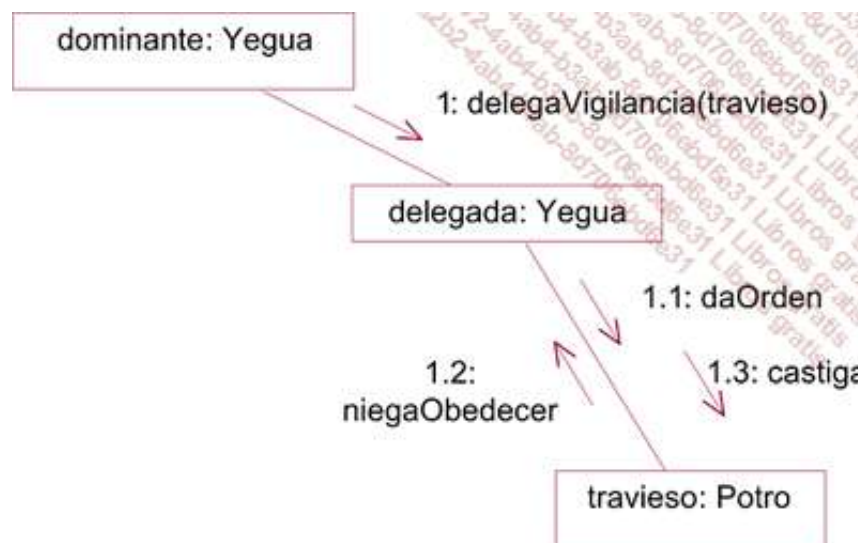 dominante: Yegua
1: delegaVigilancia(travieso)
delegada: Yegua
1.1: daOrden
1.2:
niegaObedecer
1.3: castiga
travieso: Potro